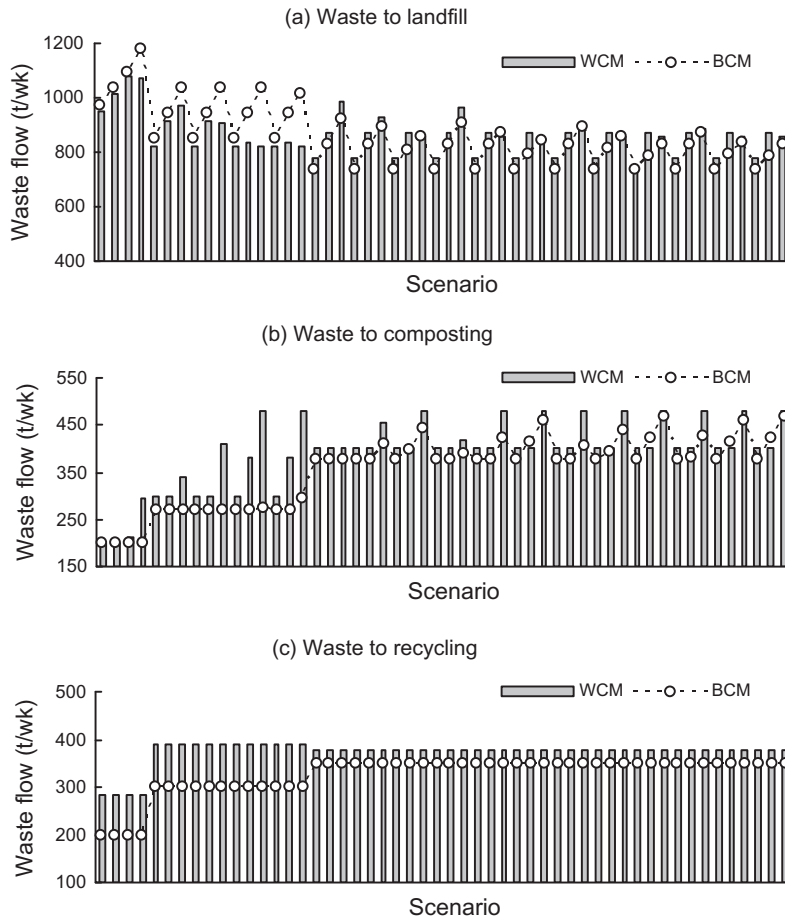 (a) Waste to landfill
WCM BCM
Waste flow (t/wk)
1200
1000
800
600
400
Scenario
(b) Waste to composting
WCM BCM
Waste flow (t/wk)
550
450
350
250
150
Scenario
(c) Waste to recycling
WCM BCM
Waste flow (t/wk)
500
400
300
200
100
Scenario